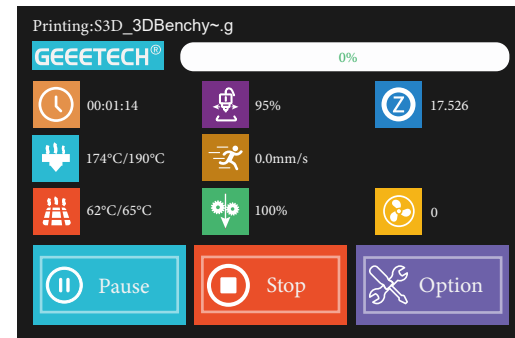 Printing:S3D_3DBenchy~.g
GEEETECH®
0%
00:01:14
95%
Z
17.526
174°C/190°C
0.0mm/s
62°C/65°C
100%
0
Pause
Stop
Option